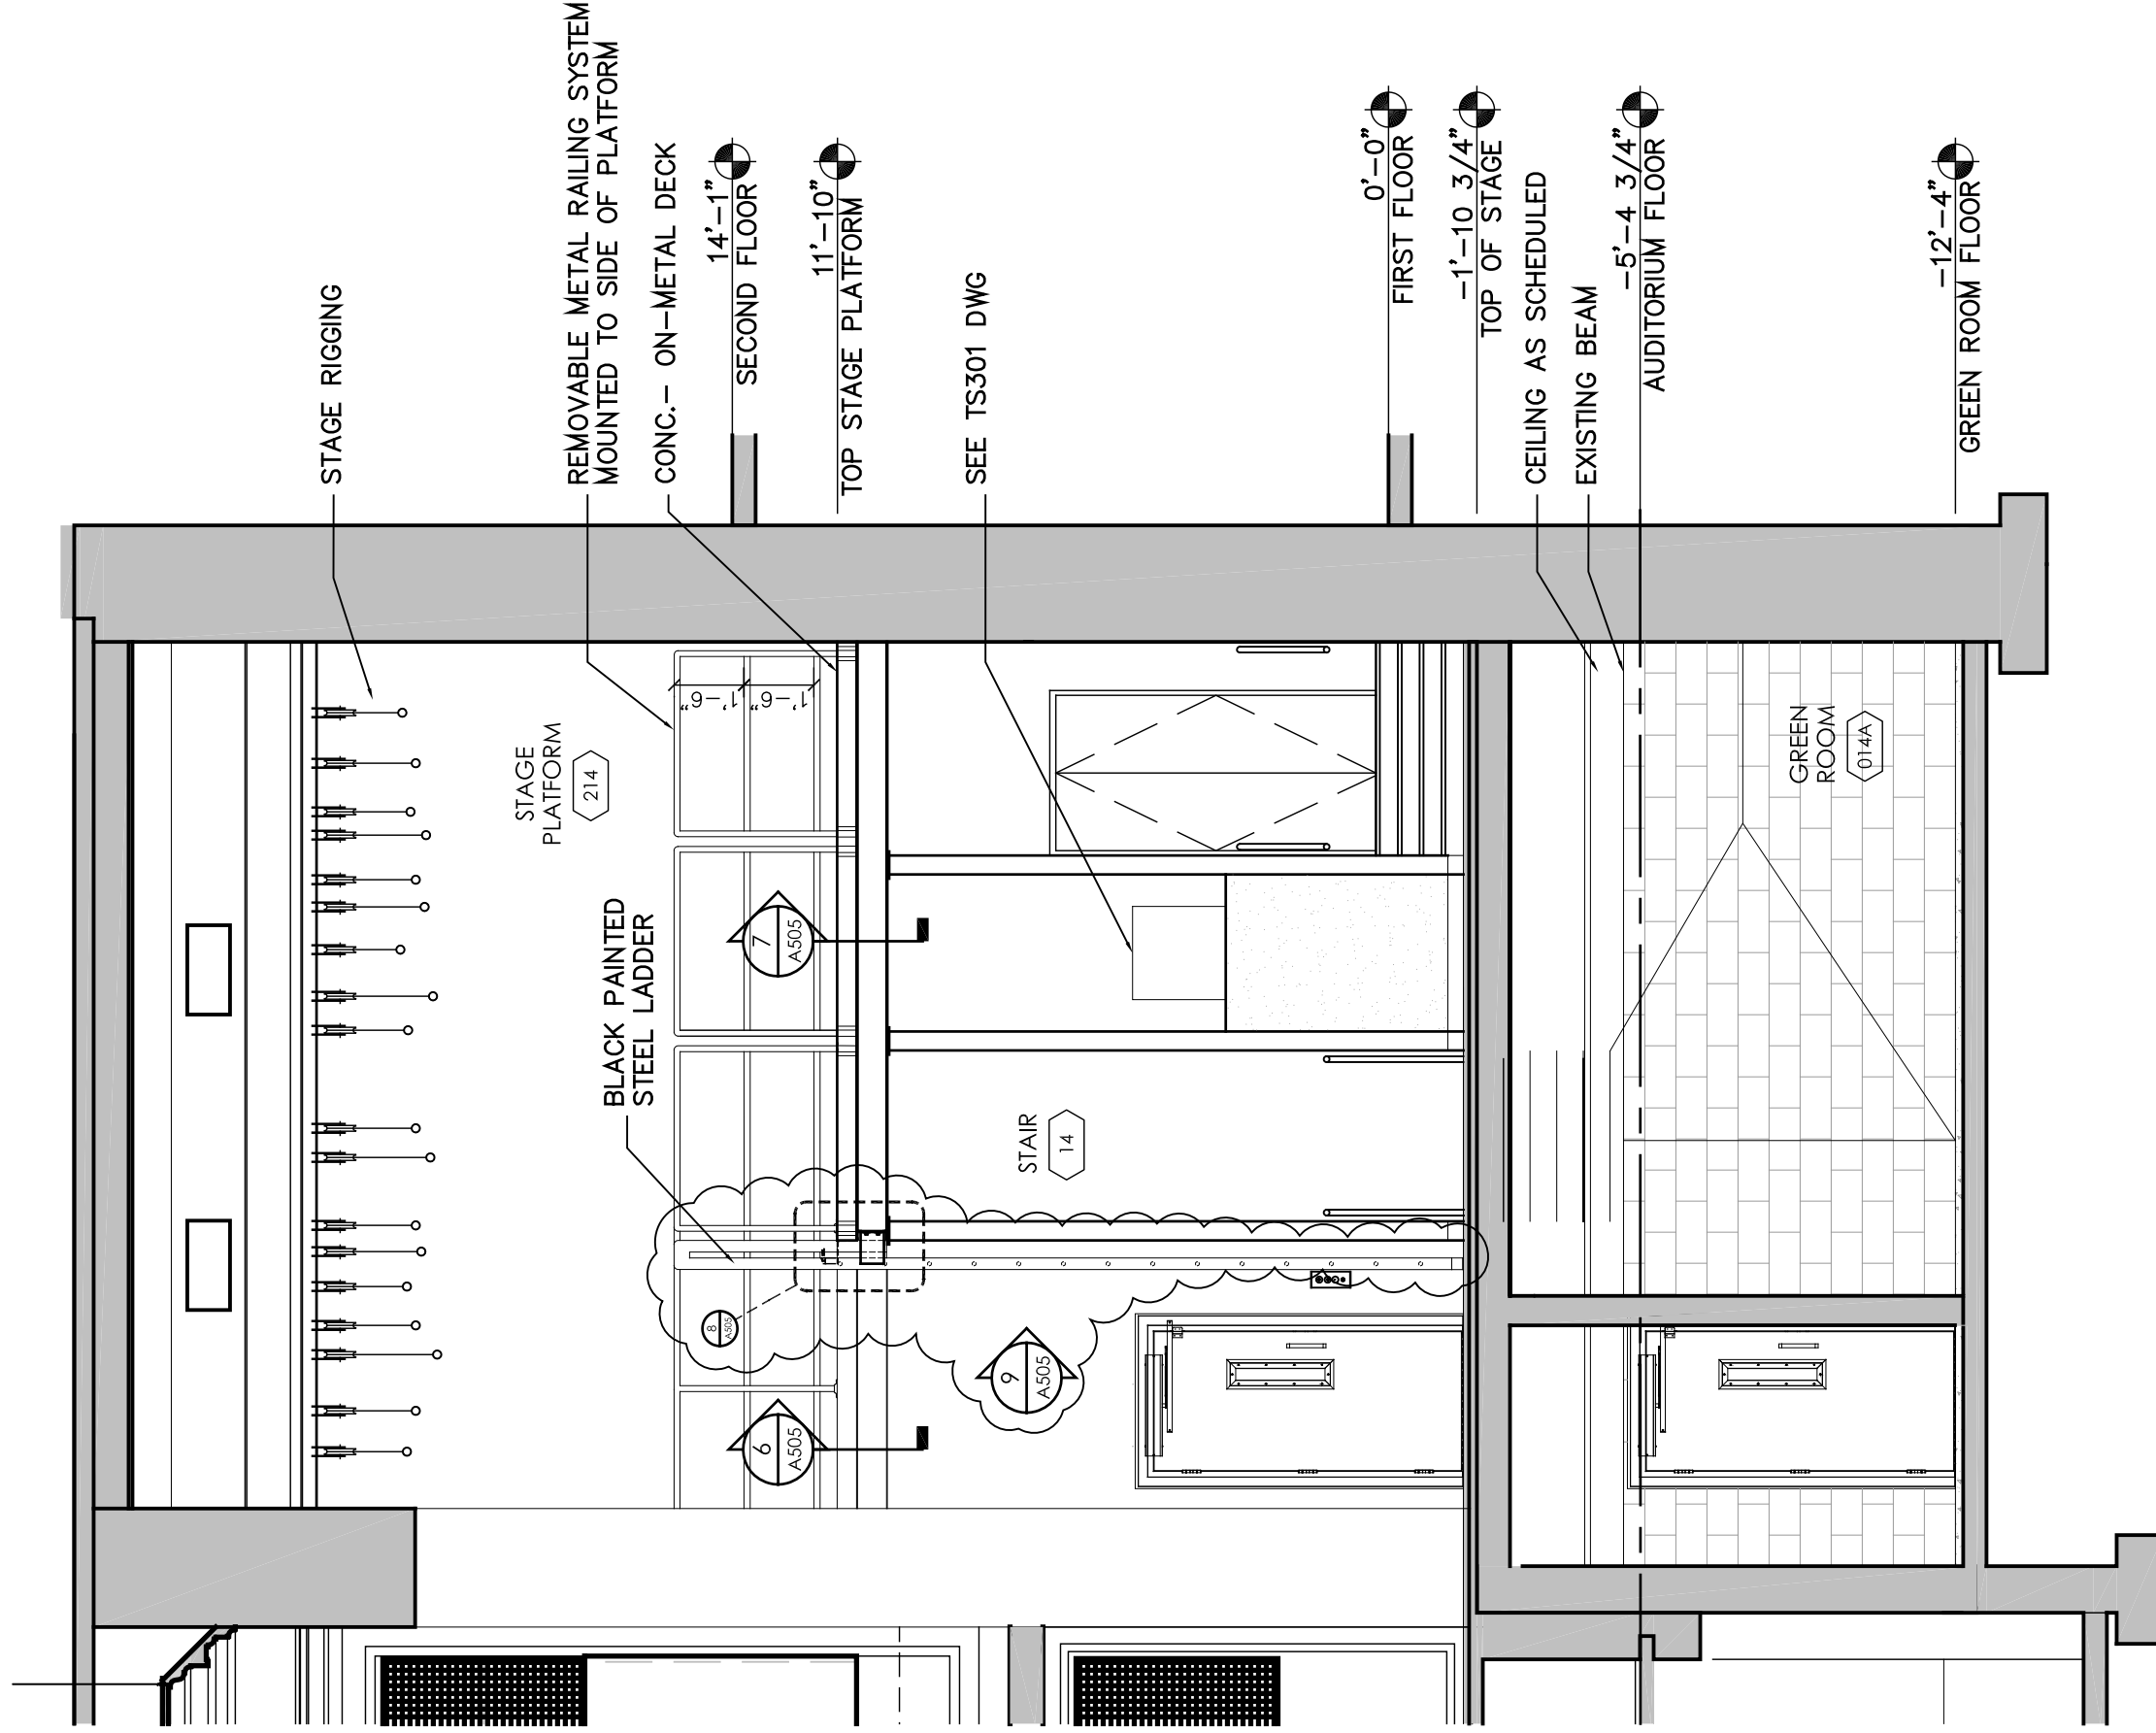 STAGE RIGGING
REMOVABLE METAL RAILING SYSTEM
MOUNTED TO SIDE OF PLATFORM
CONC.- ON-METAL DECK
14'-1"
SECOND FLOOR
11'-10"
TOP STAGE PLATFORM
SEE TS301 DWG
0'-0"
FIRST FLOOR
-1'-10 3/4"
TOP OF STAGE
CEILING AS SCHEDULED
EXISTING BEAM
-5'-4 3/4"
AUDITORIUM FLOOR
-12'-4"
GREEN ROOM FLOOR
STAGE
PLATFORM
214
1'-6"
1'-6"
BLACK PAINTED
STEEL LADDER
7
A505
STAIR
14
GREEN
ROOM
014A
8
A505
6
A505
9
A505